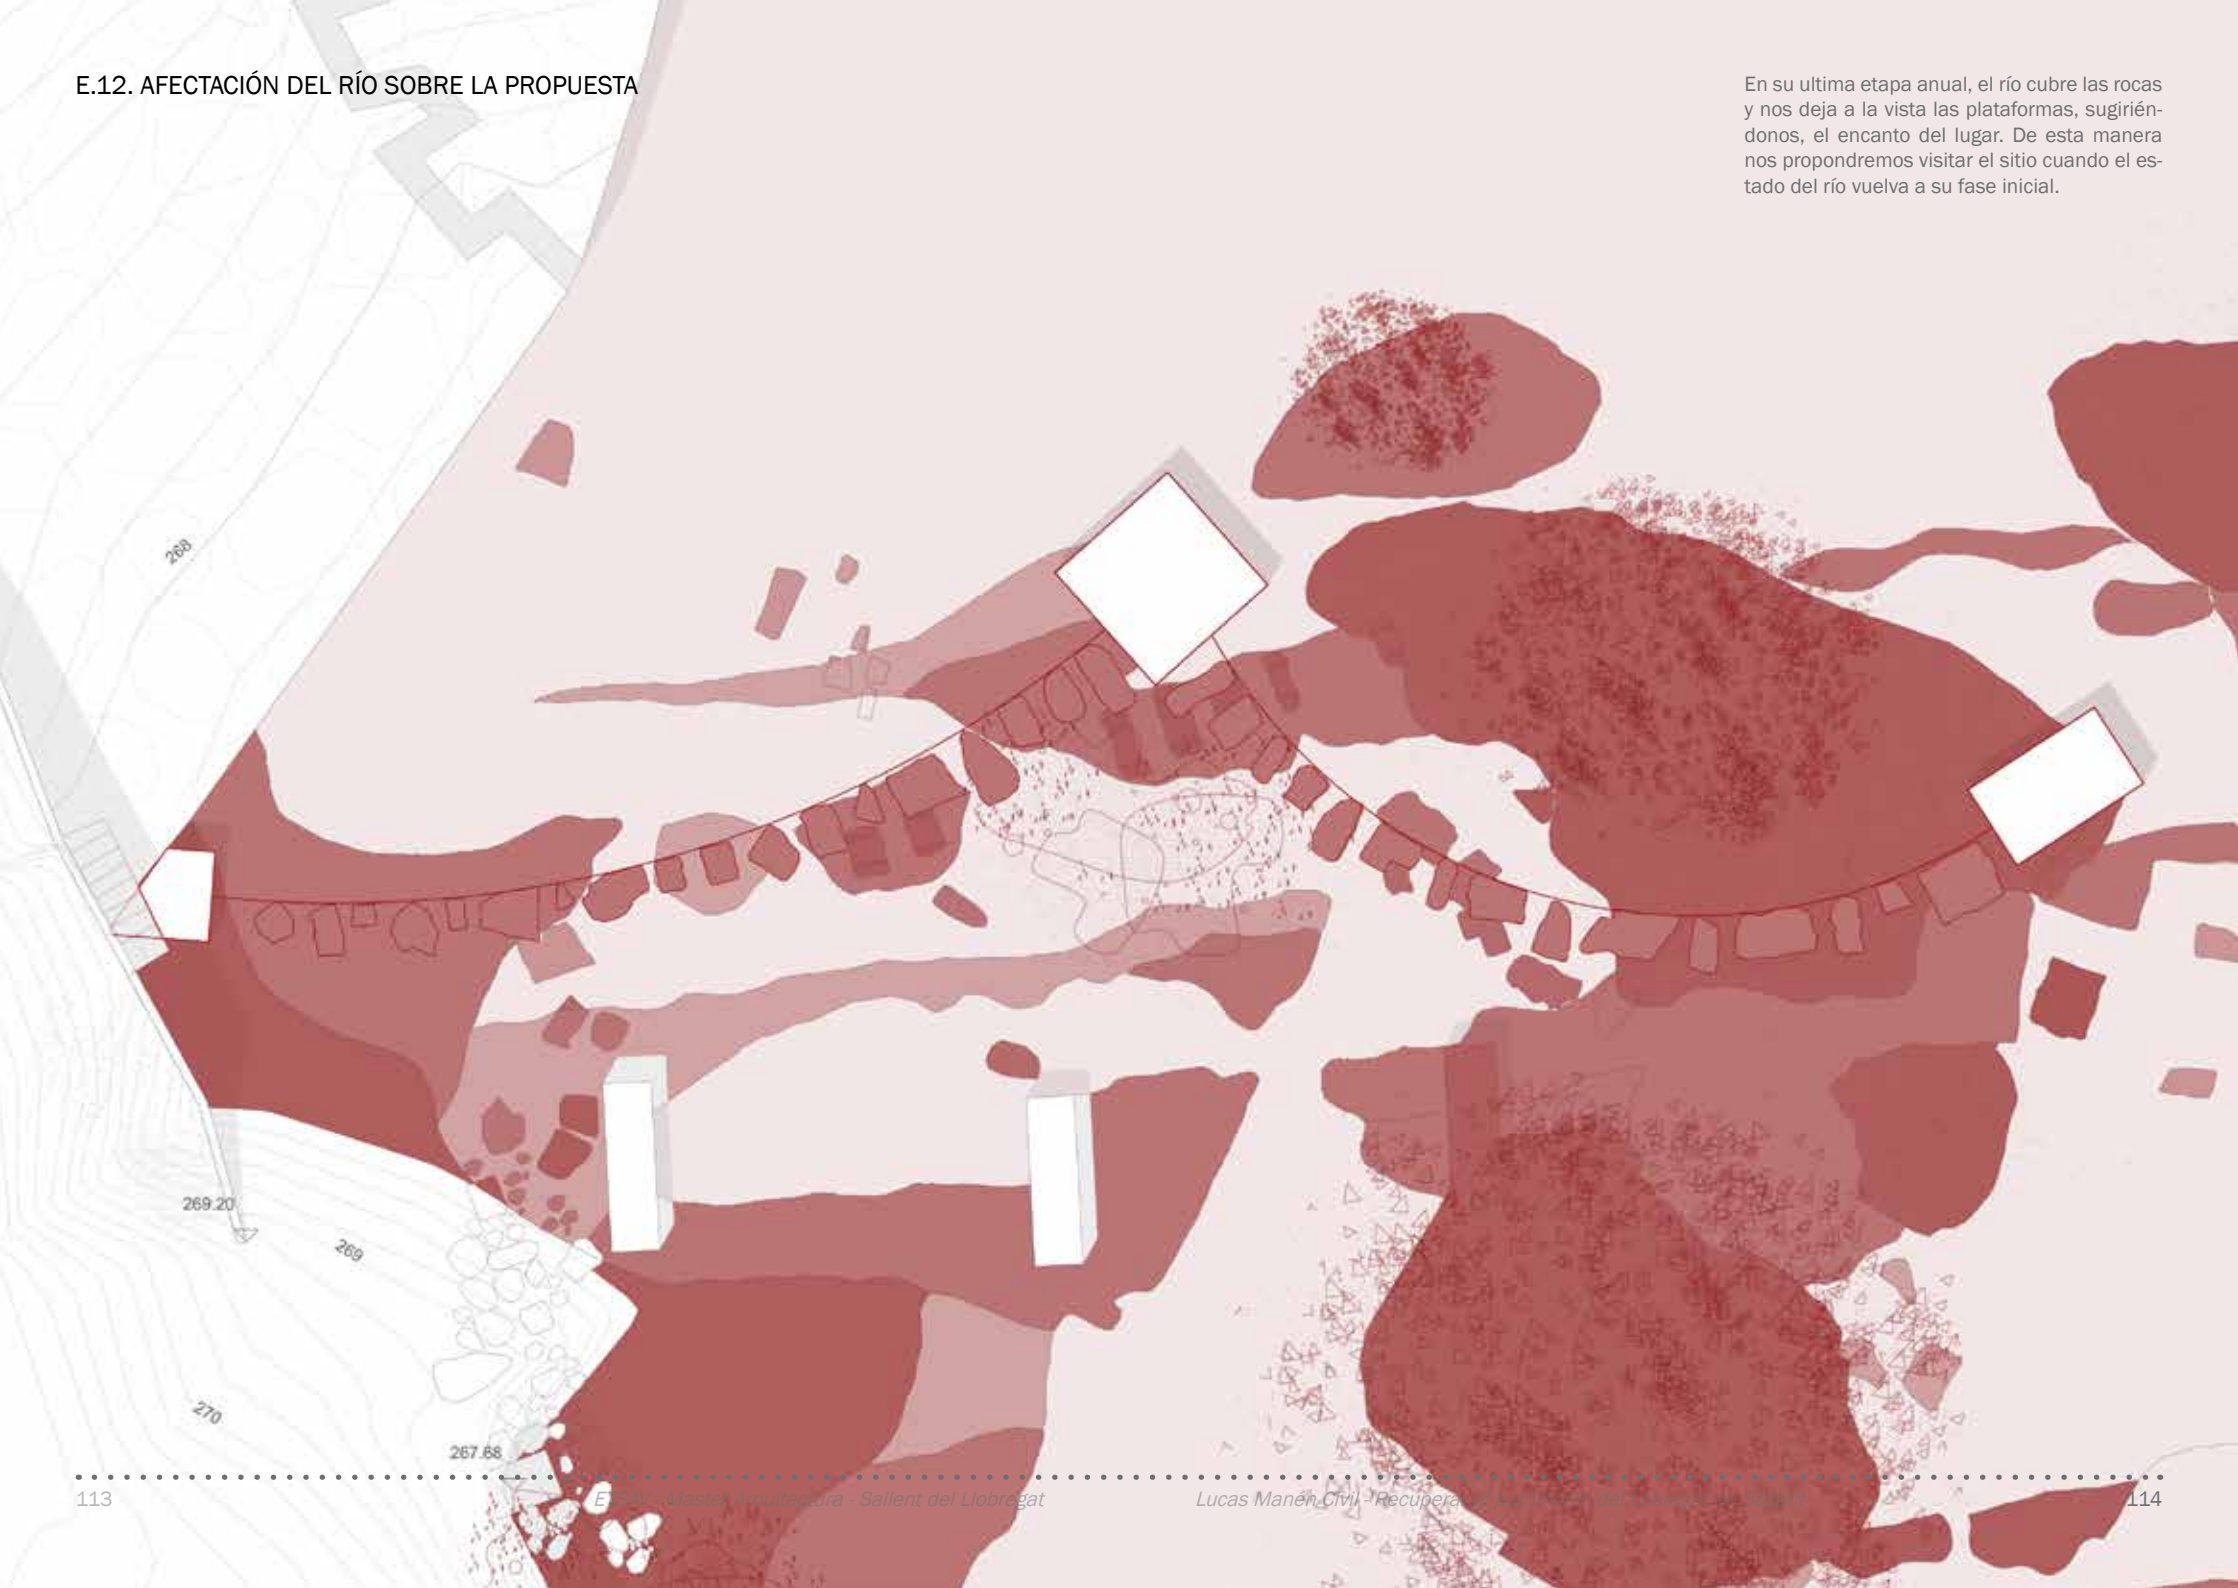 E.12. AFECTACIÓN DEL RÍO SOBRE LA PROPUESTA
En su ultima etapa anual, el río cubre las rocas
y nos deja a la vista las plataformas, sugirién-
donos, el encanto del lugar. De esta manera
nos propondremos visitar el sitio cuando el es-
tado del río vuelva a su fase inicial.
268
269.20
269
270
267.68
113
Arquitectura - Sallent del Llobregat
Lucas Manén Civil -
114